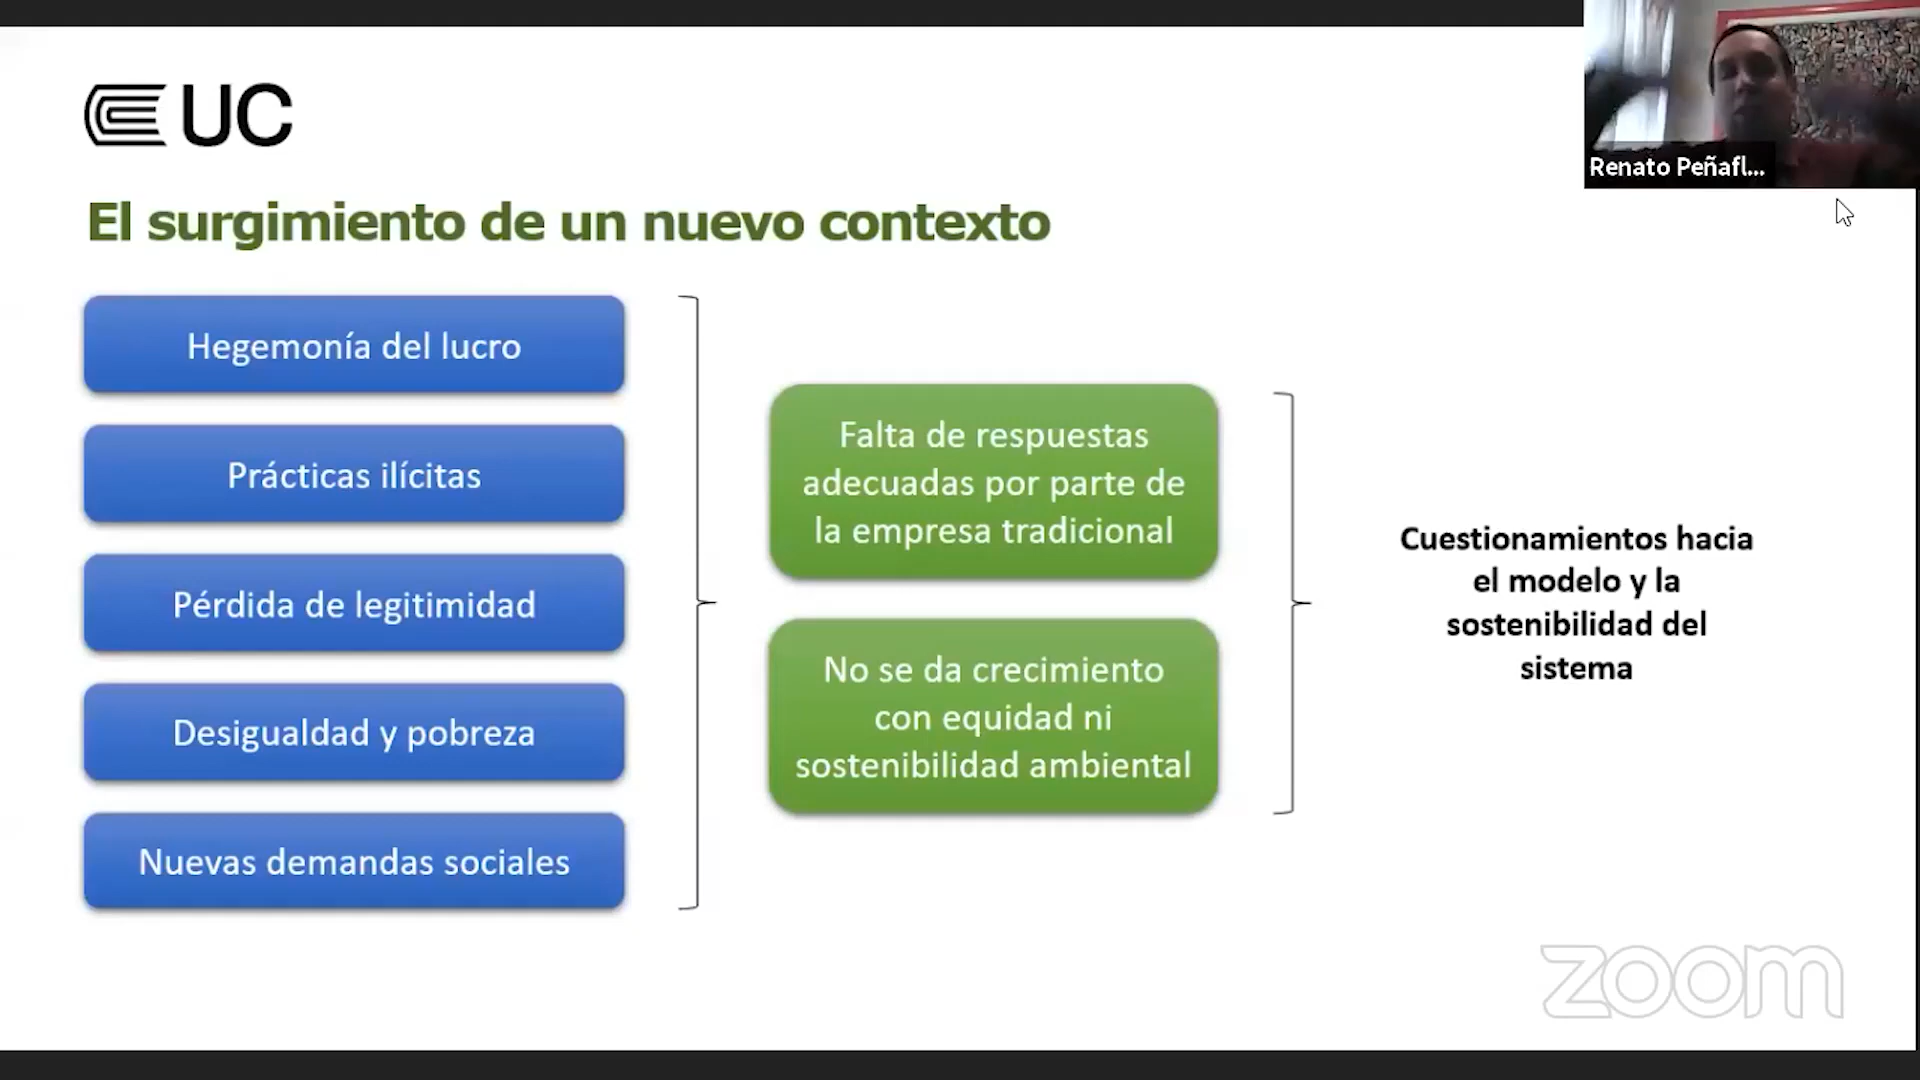 UC
Renato Peñafl...
El surgimiento de un nuevo contexto
Hegemonía del lucro
Prácticas ilícitas
Pérdida de legitimidad
Desigualdad y pobreza
Nuevas demandas sociales
Falta de respuestas
adecuadas por parte de
la empresa tradicional
No se da crecimiento
con equidad ni
sostenibilidad ambiental
Cuestionamientos hacia
el modelo y la
sostenibilidad del
sistema
zoom